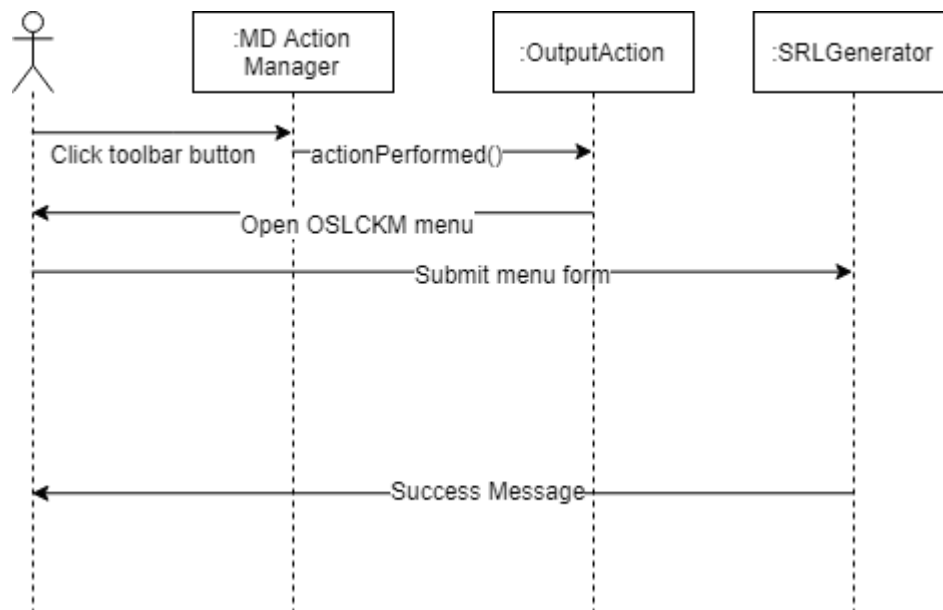 :MD Action
Manager
:OutputAction
:SRLGenerator
Click toolbar button
actionPerformed()
Open OSLCKM menu
Submit menu form
Success Message